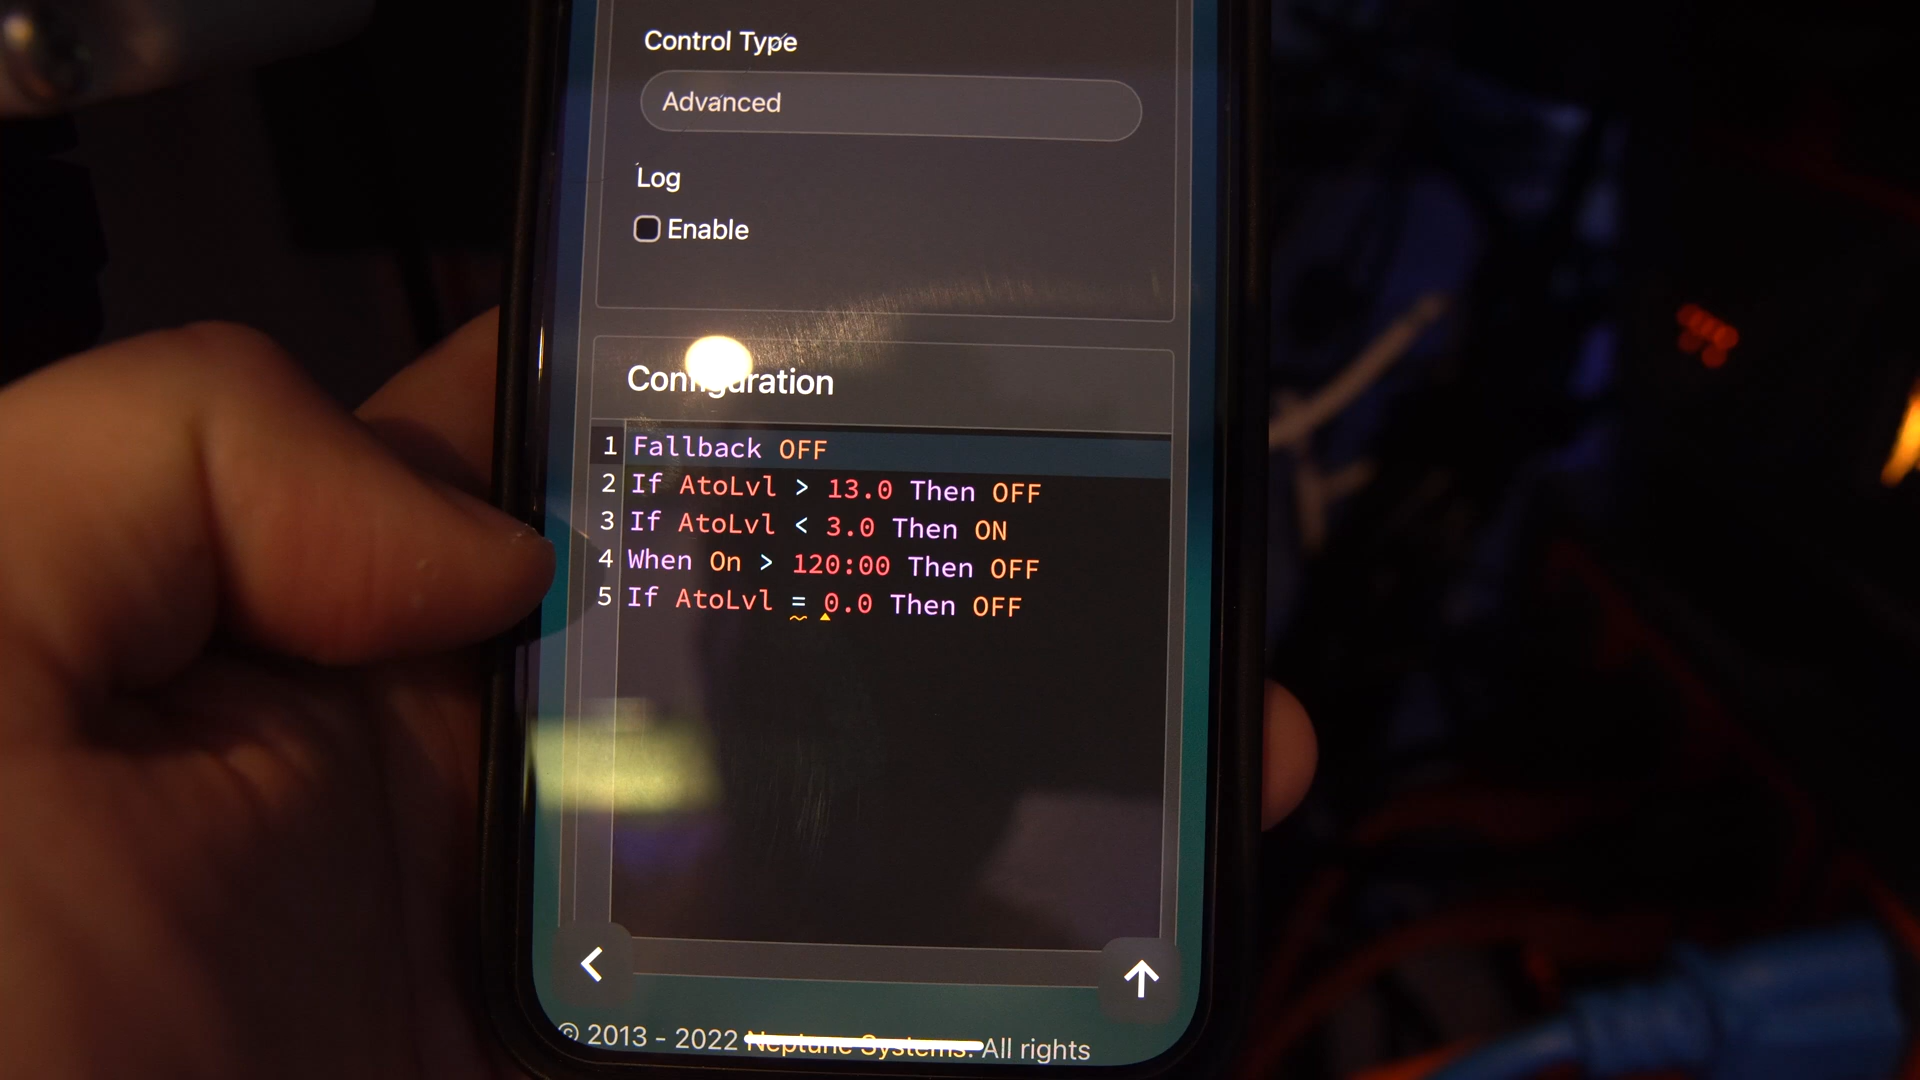 Control Type
Advanced
Log
Enable
Configuration
1 Fallback OFF
2 If AtoLvl > 13.0 Then OFF
3 If AtoLvl < 3.0 Then ON
4 When On > 120:00 Then OFF
5 If AtoLvl = 0.0 Then OFF
© 2013 - 2022 Neptune Systems. All rights